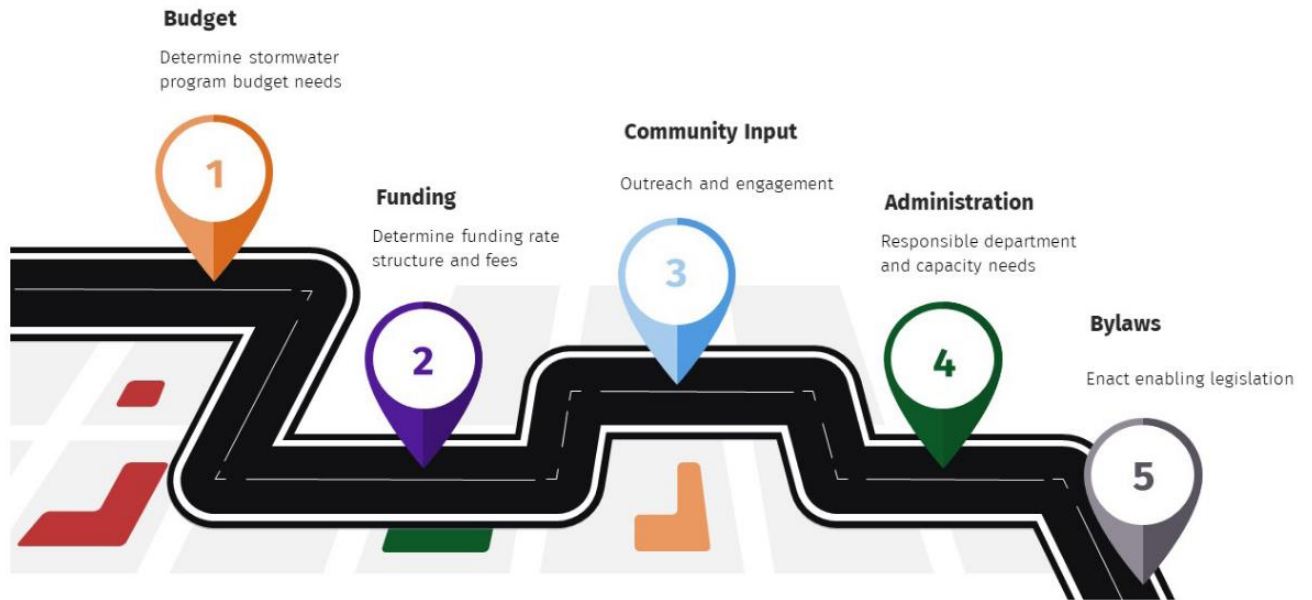 Budget
Determine stormwater
program budget needs
1
Funding
Determine funding rate
structure and fees
2
Community Input
Outreach and engagement
3
Administration
Responsible department
and capacity needs
4
Bylaws
Enact enabling legislation
5